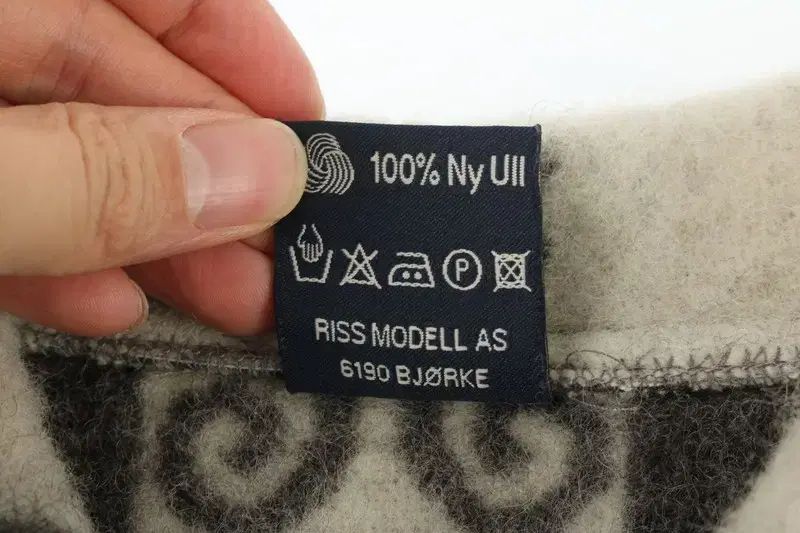 100% Ny Ull
P
RISS MODELL AS
6190 BJØRKE